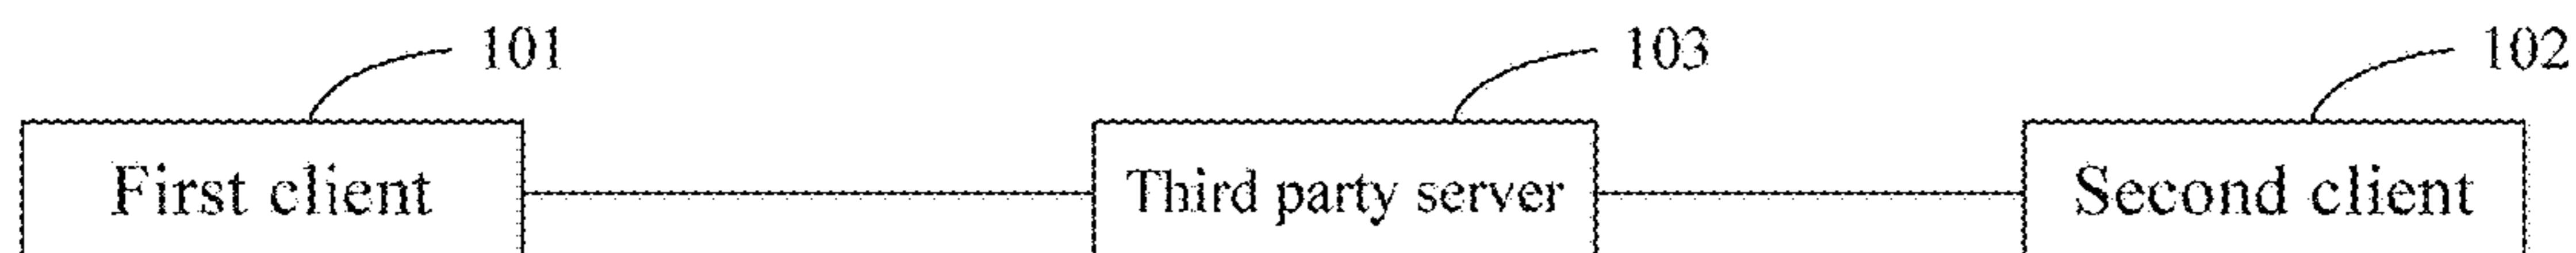 101 103 102
First client Third party server Second client